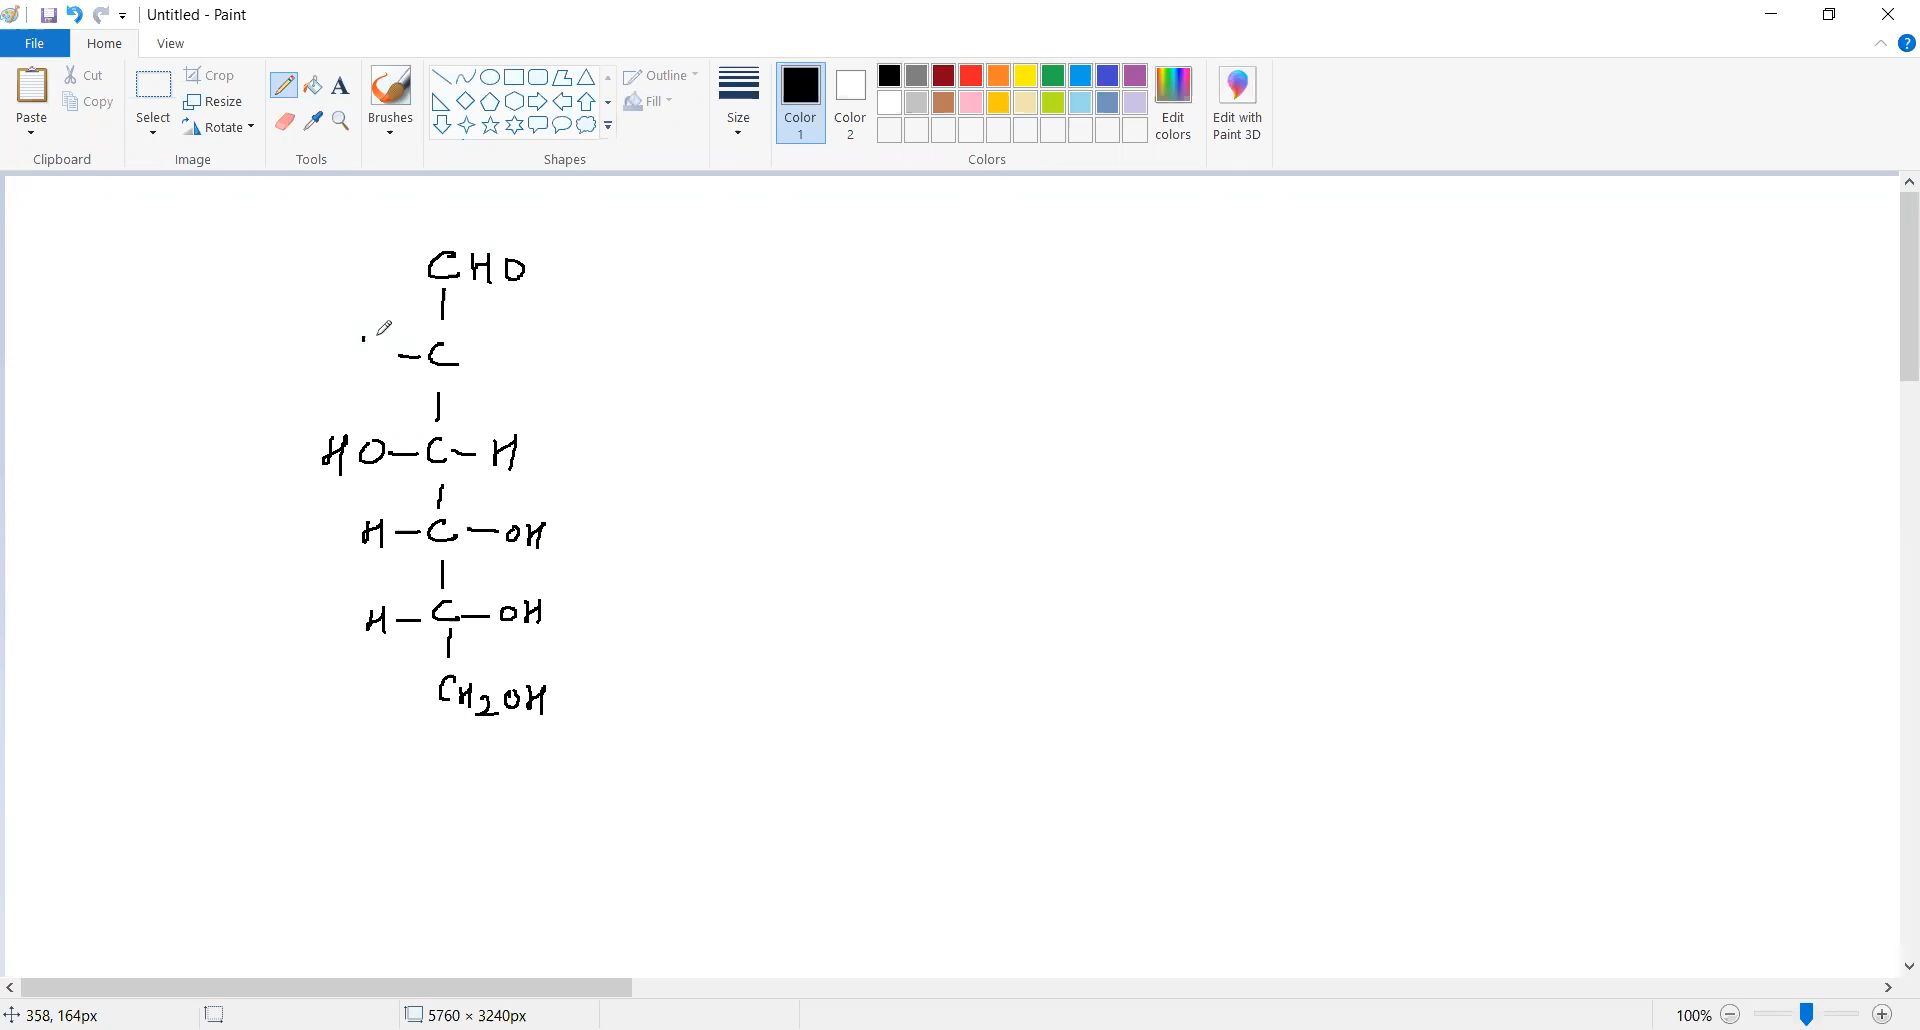 Untitled - Paint
File Home View
Paste Cut Copy Clipboard
Select Crop Resize Rotate Image
Tools
Brushes
Shapes Outline Fill
Size
Color 1 Color 2 Edit colors Colors
Edit with Paint 3D
CHO
-C
HO-C-H
H-C-OH
H-C-OH
CH2OH
358, 164px 5760 × 3240px 100%